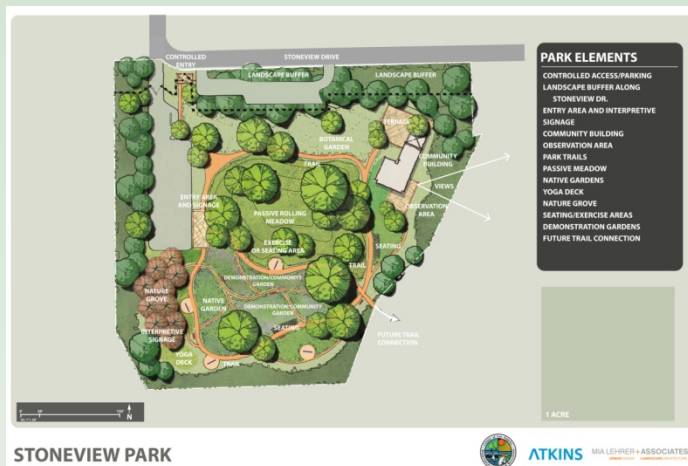 CONTROLLED
ENTRY
STONEVIEW DRIVE
LANDSCAPE BUFFER
LANDSCAPE BUFFER
TERRACE
BOTANICAL
GARDEN
TRAIL
COMMUNITY
BUILDING
VIEWS
ENTRY AREA
AND SIGNAGE
PASSIVE ROLLING
MEADOW
OBSERVATION
AREA
EXERCISE
OR SEATING AREA
SEATING
TRAIL
DEMONSTRATION/COMMUNITY
GARDEN
NATURE
GROVE
NATIVE
GARDEN
DEMONSTRATION/COMMUNITY
GARDEN
SEATING
INTERPRETIVE
SIGNAGE
FUTURE TRAIL
CONNECTION
YOGA
DECK
TRAIL
PARK ELEMENTS
CONTROLLED ACCESS/PARKING
LANDSCAPE BUFFER ALONG
STONEVIEW DR.
ENTRY AREA AND INTERPRETIVE
SIGNAGE
COMMUNITY BUILDING
OBSERVATION AREA
PARK TRAILS
PASSIVE MEADOW
NATIVE GARDENS
YOGA DECK
NATURE GROVE
SEATING/EXERCISE AREAS
DEMONSTRATION GARDENS
FUTURE TRAIL CONNECTION
1 ACRE
N
STONEVIEW PARK
ATKINS
MIA LEHRER+ASSOCIATES